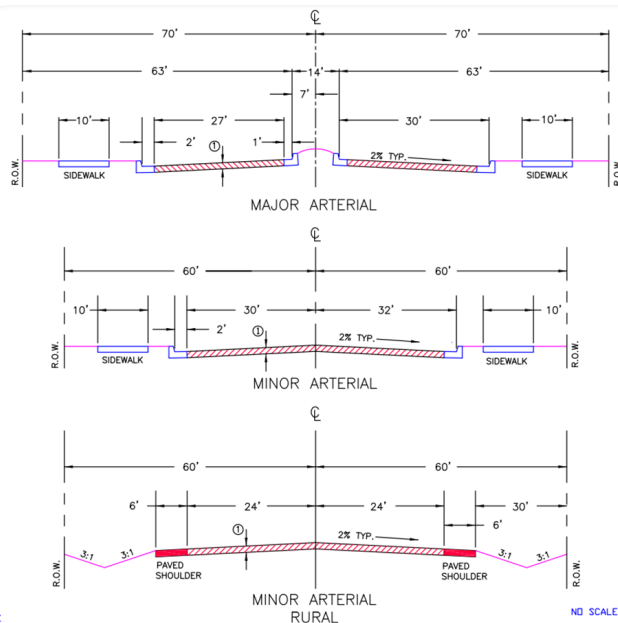 ℄
70' 70'
63' 14' 63'
7'
10' 27' 30' 10'
2' 1'
①
2% TYP.
R.O.W. R.O.W.
SIDEWALK SIDEWALK
MAJOR ARTERIAL
℄
60' 60'
10' 30' 32' 10'
2' ①
2% TYP.
R.O.W. R.O.W.
SIDEWALK SIDEWALK
MINOR ARTERIAL
℄
60' 60'
6' 24' 24' 30'
6'
①
2% TYP.
3:1 3:1 3:1 3:1
R.O.W. R.O.W.
PAVED PAVED
SHOULDER SHOULDER
MINOR ARTERIAL
RURAL
NO SCALE